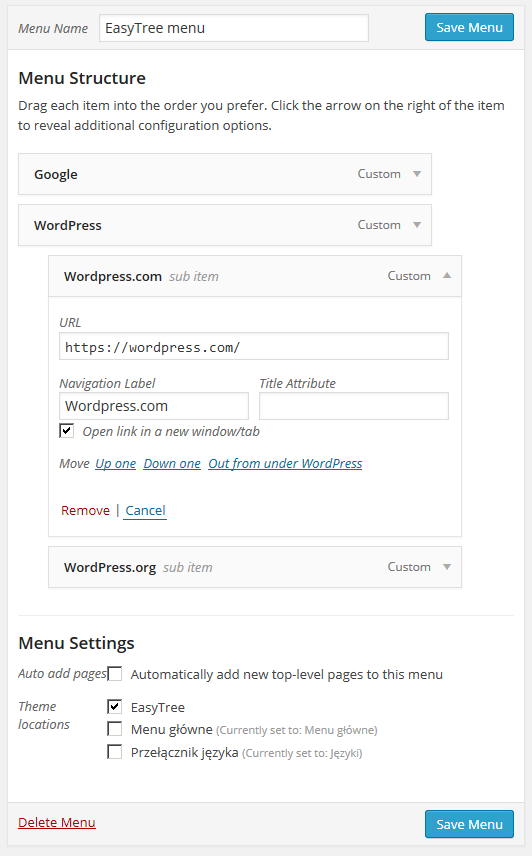 Menu Name EasyTree menu Save Menu
Menu Structure
Drag each item into the order you prefer. Click the arrow on the right of the item
to reveal additional configuration options.
Google Custom
WordPress Custom
Wordpress.com sub item Custom
URL
https://wordpress.com/
Navigation Label Title Attribute
Wordpress.com
Open link in a new window/tab
Move Up one Down one Out from under WordPress
Remove | Cancel
WordPress.org sub item Custom
Menu Settings
Auto add pages Automatically add new top-level pages to this menu
Theme locations EasyTree
Menu główne (Currently set to: Menu główne)
Przełącznik języka (Currently set to: Języki)
Delete Menu Save Menu